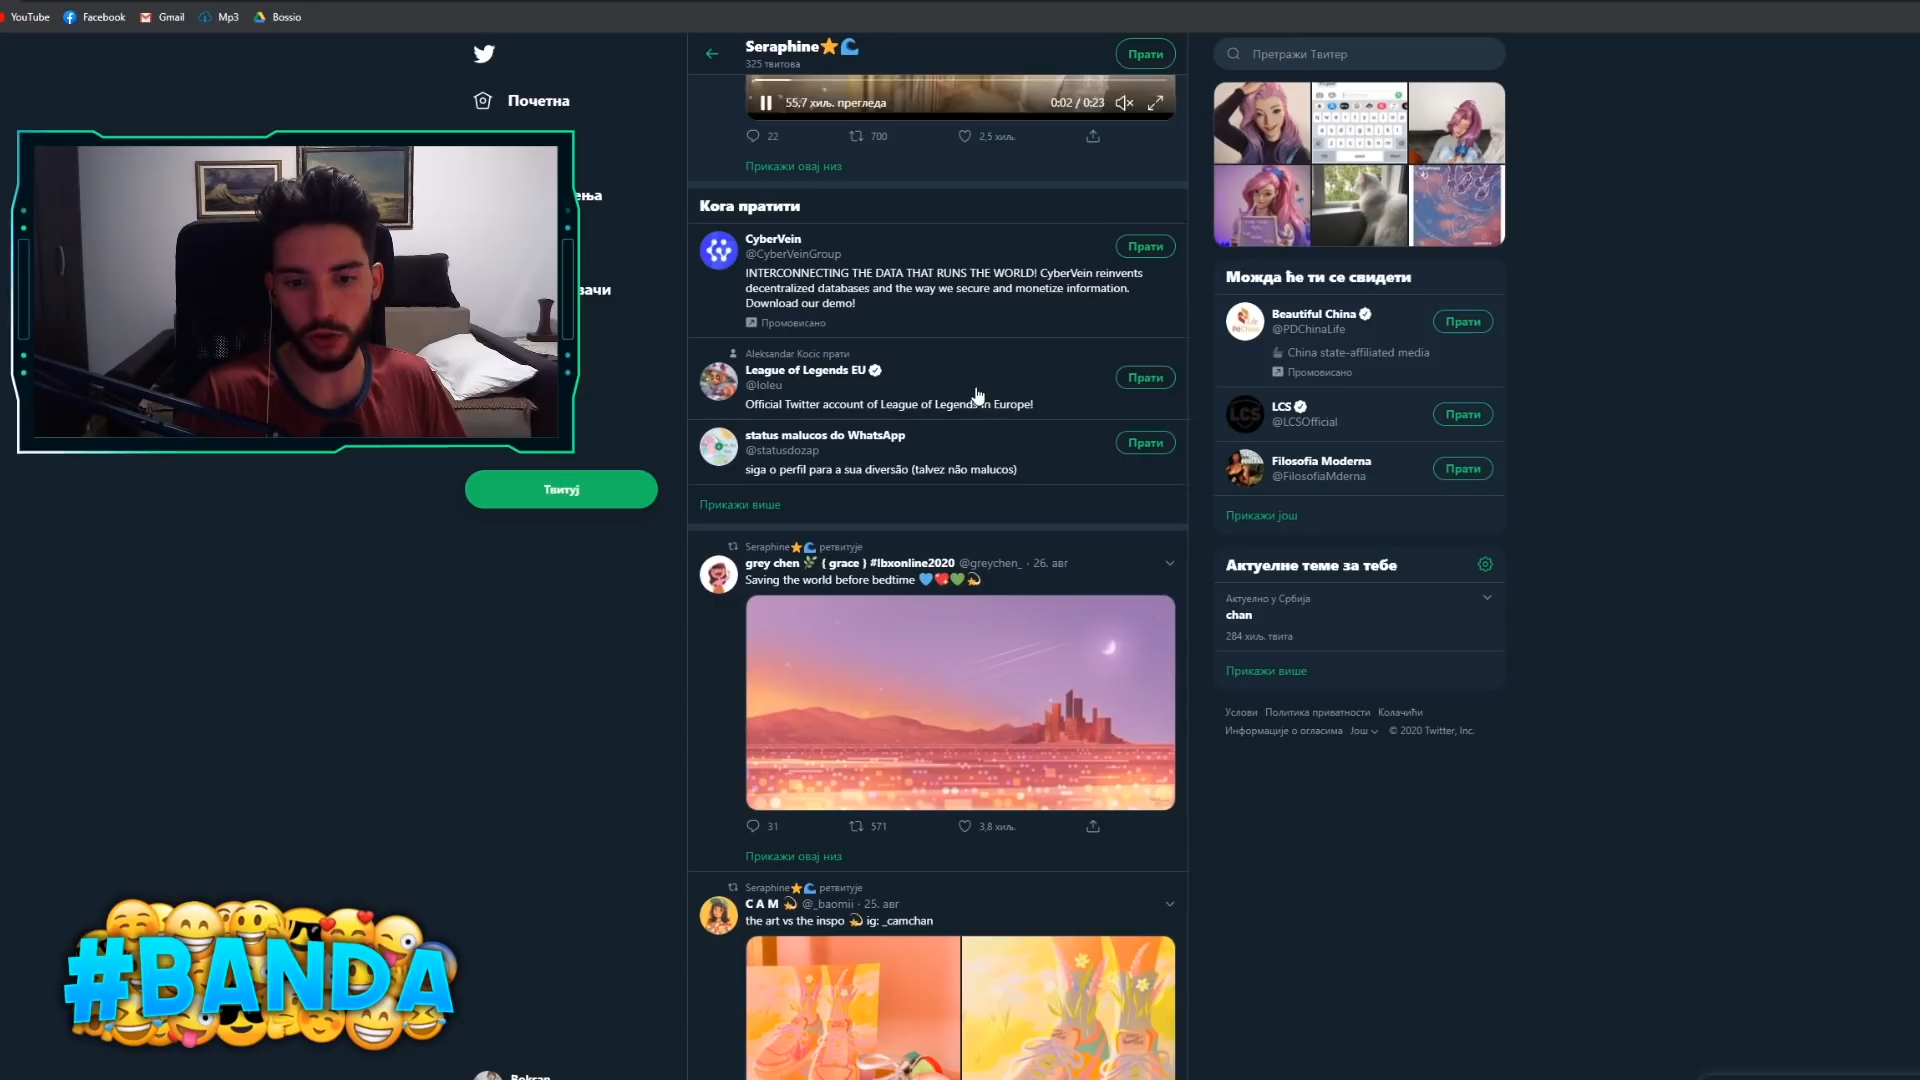 YouTube
Facebook
Gmail
Mp3
Bossio
Почетна
ења
вачи
Твитуј
#BANDA
Seraphine⭐🌊
325 твитова
Прати
55,7 хиљ. прегледа
0:02 / 0:23
22
700
2,5 хиљ.
Прикажи овај низ
Кога пратити
CyberVein
@CyberVeinGroup
Прати
INTERCONNECTING THE DATA THAT RUNS THE WORLD! CyberVein reinvents
decentralized databases and the way we secure and monetize information.
Download our demo!
Промовисано
Aleksandar Kocic прати
League of Legends EU
@loleu
Прати
Official Twitter account of League of Legends in Europe!
status malucos do WhatsApp
@statusdozap
Прати
siga o perfil para a sua diversão (talvez não malucos)
Прикажи више
Seraphine⭐🌊 ретвитује
grey chen 🌿 { grace } #lbxonline2020 @greychen_ · 26. авг
Saving the world before bedtime 💙💖💚💫
31
571
3,8 хиљ.
Прикажи овај низ
Seraphine⭐🌊 ретвитује
C A M 💫 @_baomii · 25. авг
the art vs the inspo 💫 ig: _camchan
Претражи Твитер
Можда ће ти се свидети
Beautiful China
@PDChinaLife
Прати
China state-affiliated media
Промовисано
LCS
@LCSOfficial
Прати
Filosofia Moderna
@FilosofiaMderna
Прати
Прикажи још
Актуелне теме за тебе
Актуелно у Србија
chan
284 хиљ. твита
Прикажи више
Услови Политика приватности Колачићи
Информације о огласима Још © 2020 Twitter, Inc.